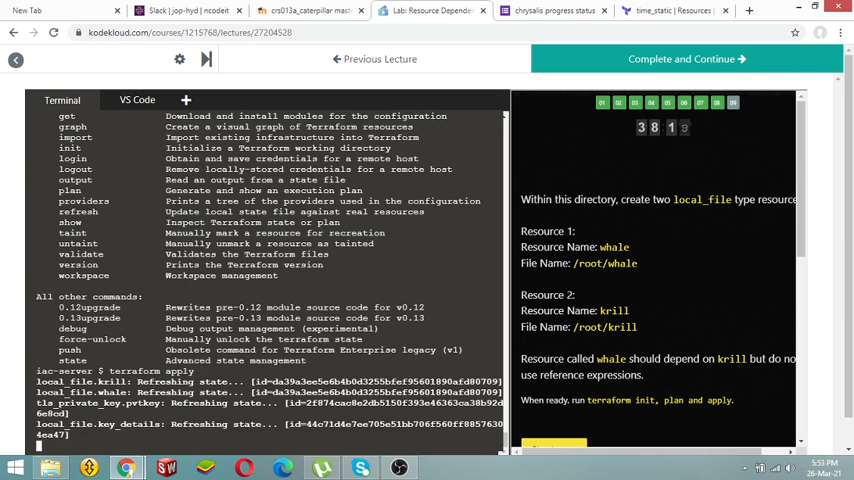 New Tab
Slack | jop-hyd | ncodeit
crs013a_caterpillar mast
Lab: Resource Depende
chrysalis progress status
time_static | Resources |
kodekloud.com/courses/1215768/lectures/27204528
Previous Lecture
Complete and Continue
Terminal
VS Code
get Download and install modules for the configuration
graph Create a visual graph of Terraform resources
import Import existing infrastructure into Terraform
init Initialize a Terraform working directory
login Obtain and save credentials for a remote host
logout Remove locally-stored credentials for a remote host
output Read an output from a state file
plan Generate and show an execution plan
providers Prints a tree of the providers used in the configuration
refresh Update local state file against real resources
show Inspect Terraform state or plan
taint Manually mark a resource for recreation
untaint Manually unmark a resource as tainted
validate Validates the Terraform files
version Prints the Terraform version
workspace Workspace management
All other commands:
0.12upgrade Rewrites pre-0.12 module source code for v0.12
0.13upgrade Rewrites pre-0.13 module source code for v0.13
debug Debug output management (experimental)
force-unlock Manually unlock the terraform state
push Obsolete command for Terraform Enterprise legacy (v1)
state Advanced state management
iac-server $ terraform apply
local_file.krill: Refreshing state... [id=da39a3ee5e6b4b0d3255bfef95601890afd80709]
local_file.whale: Refreshing state... [id=da39a3ee5e6b4b0d3255bfef95601890afd80709]
tls_private_key.pvtkey: Refreshing state... [id=2f874cac8e2db5150f393e46363ca38b92d
6e8cd]
local_file.key_details: Refreshing state... [id=44c71d4e7ee705e51bb706f560ff8857630
4ea47]
01 02 03 04 05 06 07 08 09
38:1
Within this directory, create two local_file type resource
Resource 1:
Resource Name: whale
File Name: /root/whale
Resource 2:
Resource Name: krill
File Name: /root/krill
Resource called whale should depend on krill but do no
use reference expressions.
When ready, run terraform init, plan and apply.
5:53 PM
26-Mar-21